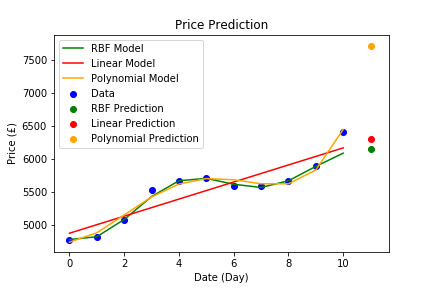 Price Prediction
Price (£)
7500
7000
6500
6000
5500
5000
RBF Model
Linear Model
Polynomial Model
Data
RBF Prediction
Linear Prediction
Polynomial Prediction
0 2 4 6 8 10
Date (Day)